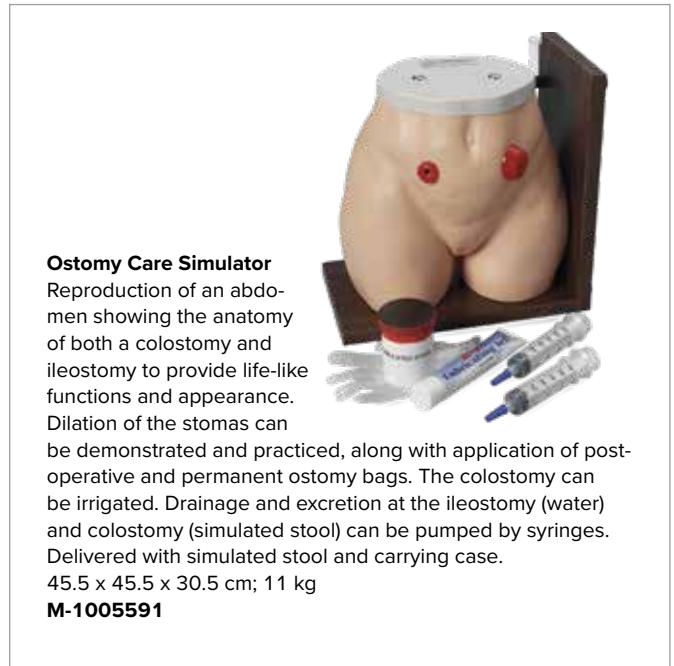 Ostomy Care Simulator
Reproduction of an abdo-
men showing the anatomy
of both a colostomy and
ileostomy to provide life-like
functions and appearance.
Dilation of the stomas can
be demonstrated and practiced, along with application of post-
operative and permanent ostomy bags. The colostomy can
be irrigated. Drainage and excretion at the ileostomy (water)
and colostomy (simulated stool) can be pumped by syringes.
Delivered with simulated stool and carrying case.
45.5 x 45.5 x 30.5 cm; 11 kg
M-1005591